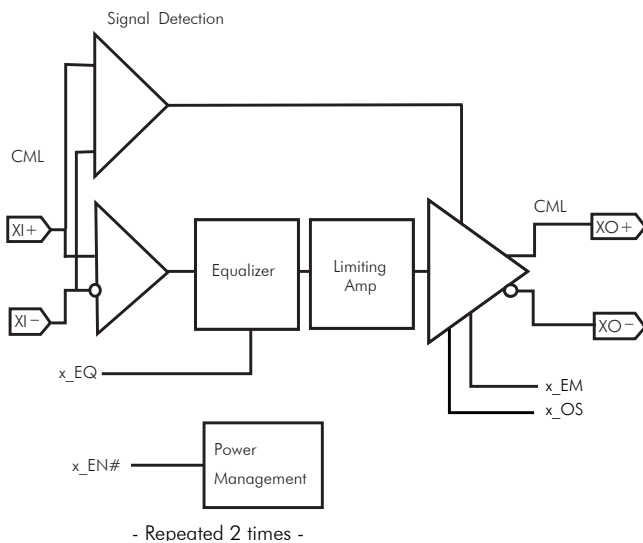 Signal Detection
CML
XI+
XI−
Equalizer
Limiting
Amp
CML
XO+
XO−
x_EQ
x_EM
x_OS
x_EN#
Power
Management
- Repeated 2 times -